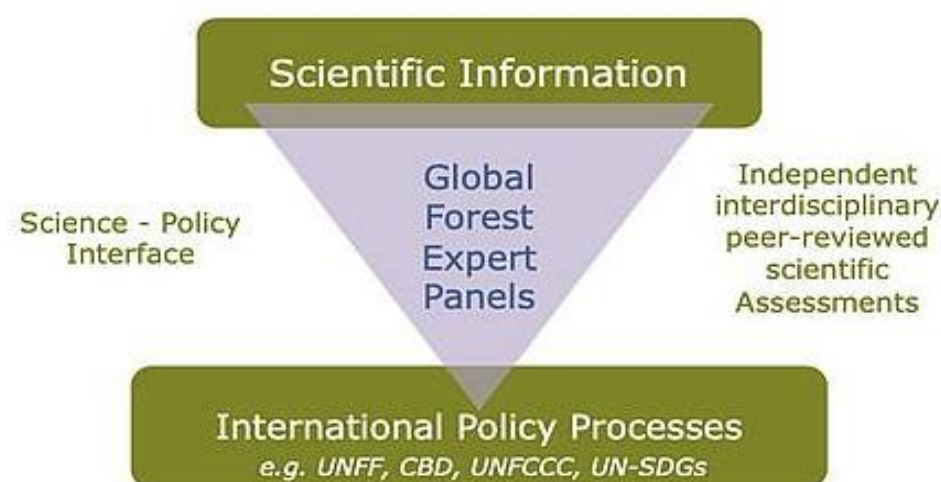 Scientific Information
Global
Forest
Expert
Panels
Science - Policy
Interface
Independent
interdisciplinary
peer-reviewed
scientific
Assessments
International Policy Processes
e.g. UNFF, CBD, UNFCCC, UN-SDGs